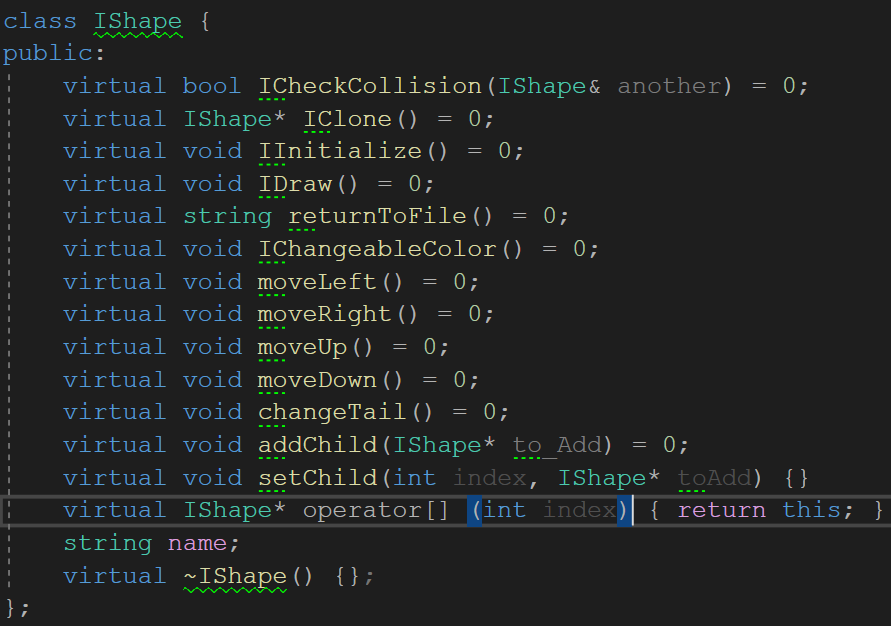 class IShape {
public:
    virtual bool ICheckCollision(IShape& another) = 0;
    virtual IShape* IClone() = 0;
    virtual void IInitialize() = 0;
    virtual void IDraw() = 0;
    virtual string returnToFile() = 0;
    virtual void IChangeableColor() = 0;
    virtual void moveLeft() = 0;
    virtual void moveRight() = 0;
    virtual void moveUp() = 0;
    virtual void moveDown() = 0;
    virtual void changeTail() = 0;
    virtual void addChild(IShape* to_Add) = 0;
    virtual void setChild(int index, IShape* toAdd) {}
    virtual IShape* operator[] (int index) { return this; }
    string name;
    virtual ~IShape() {};
};